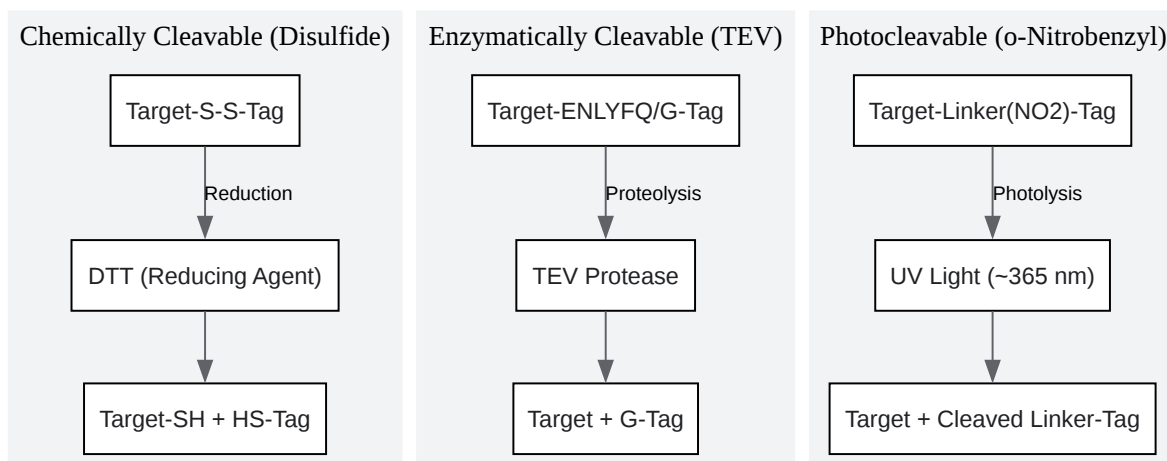 Chemically Cleavable (Disulfide)
Target-S-S-Tag
Reduction
DTT (Reducing Agent)
Target-SH + HS-Tag
Enzymatically Cleavable (TEV)
Target-ENLYFQ/G-Tag
Proteolysis
TEV Protease
Target + G-Tag
Photocleavable (o-Nitrobenzyl)
Target-Linker(NO2)-Tag
Photolysis
UV Light (~365 nm)
Target + Cleaved Linker-Tag